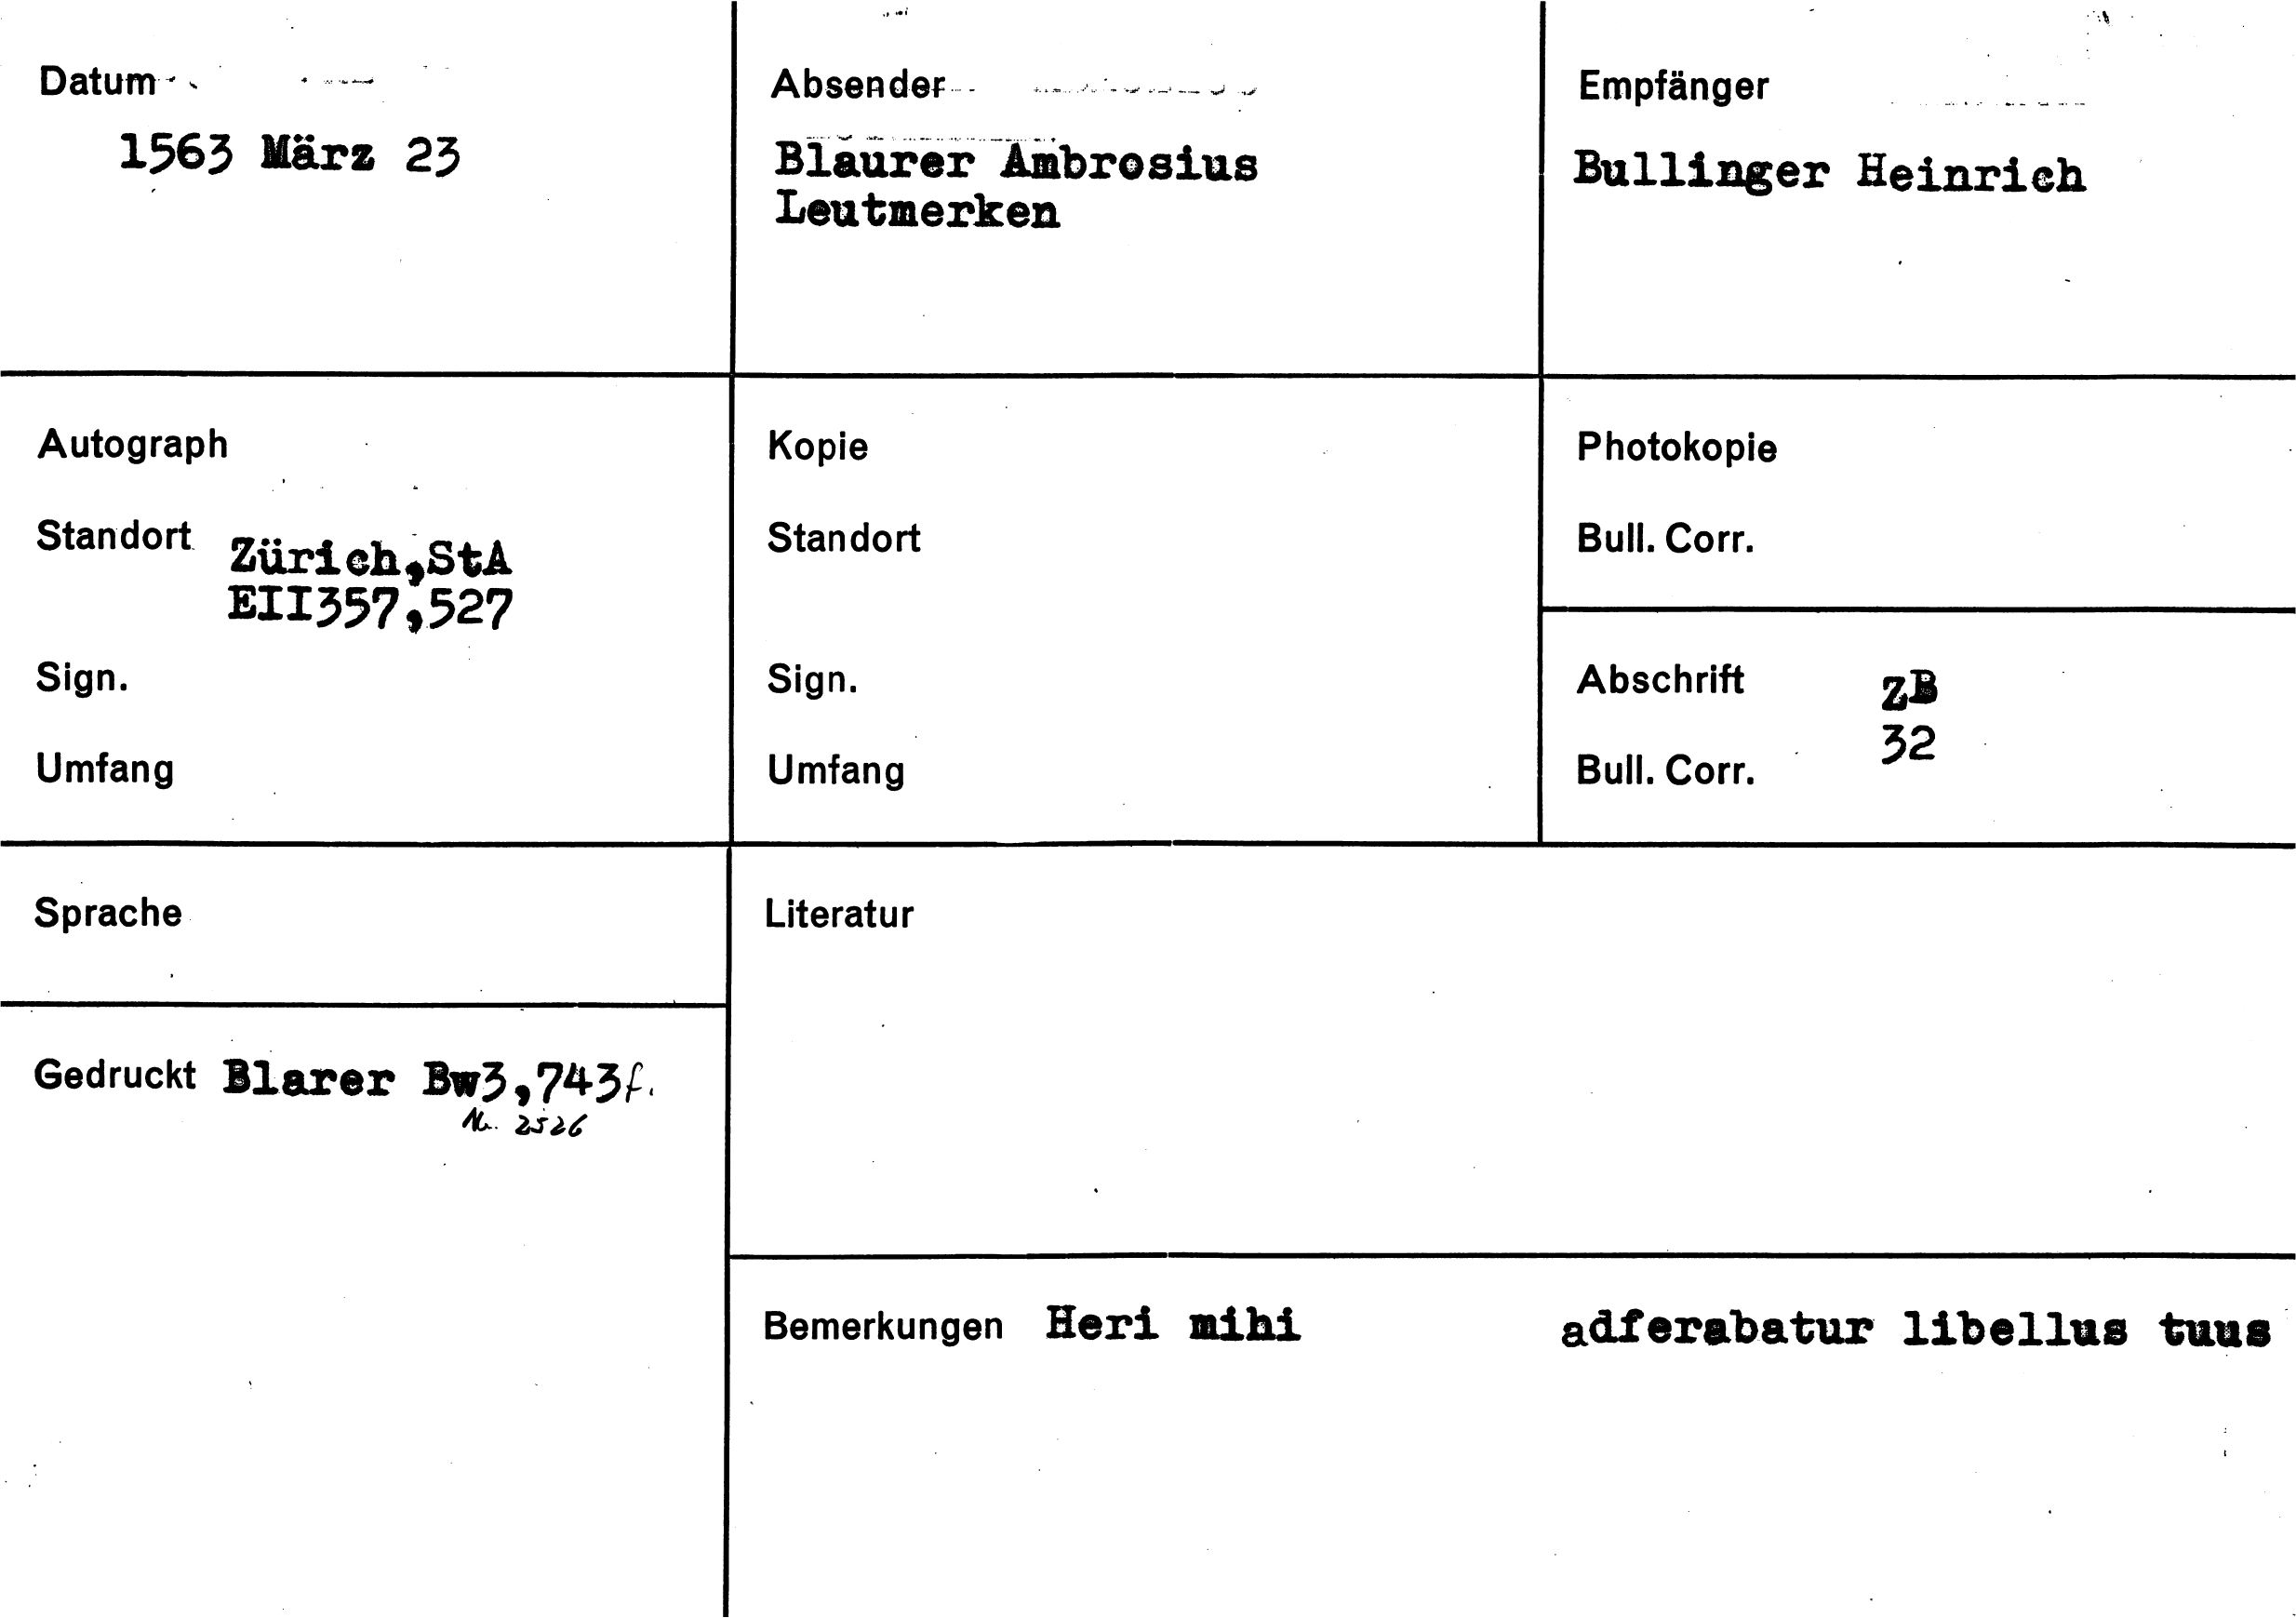 Datum
1563 März 23
Absender
Blaurer Ambrosius
Leutmerken
Empfänger
Bullinger Heinrich
Autograph
Standort Zürich,StA
EII357,527
Sign.
Umfang
Kopie
Standort
Sign.
Umfang
Photokopie
Bull. Corr.
Abschrift ZB
32
Bull. Corr.
Sprache
Gedruckt Blarer Bw3,743f.
Nr. 2526
Literatur
Bemerkungen Heri mihi adferabatur libellus tuus